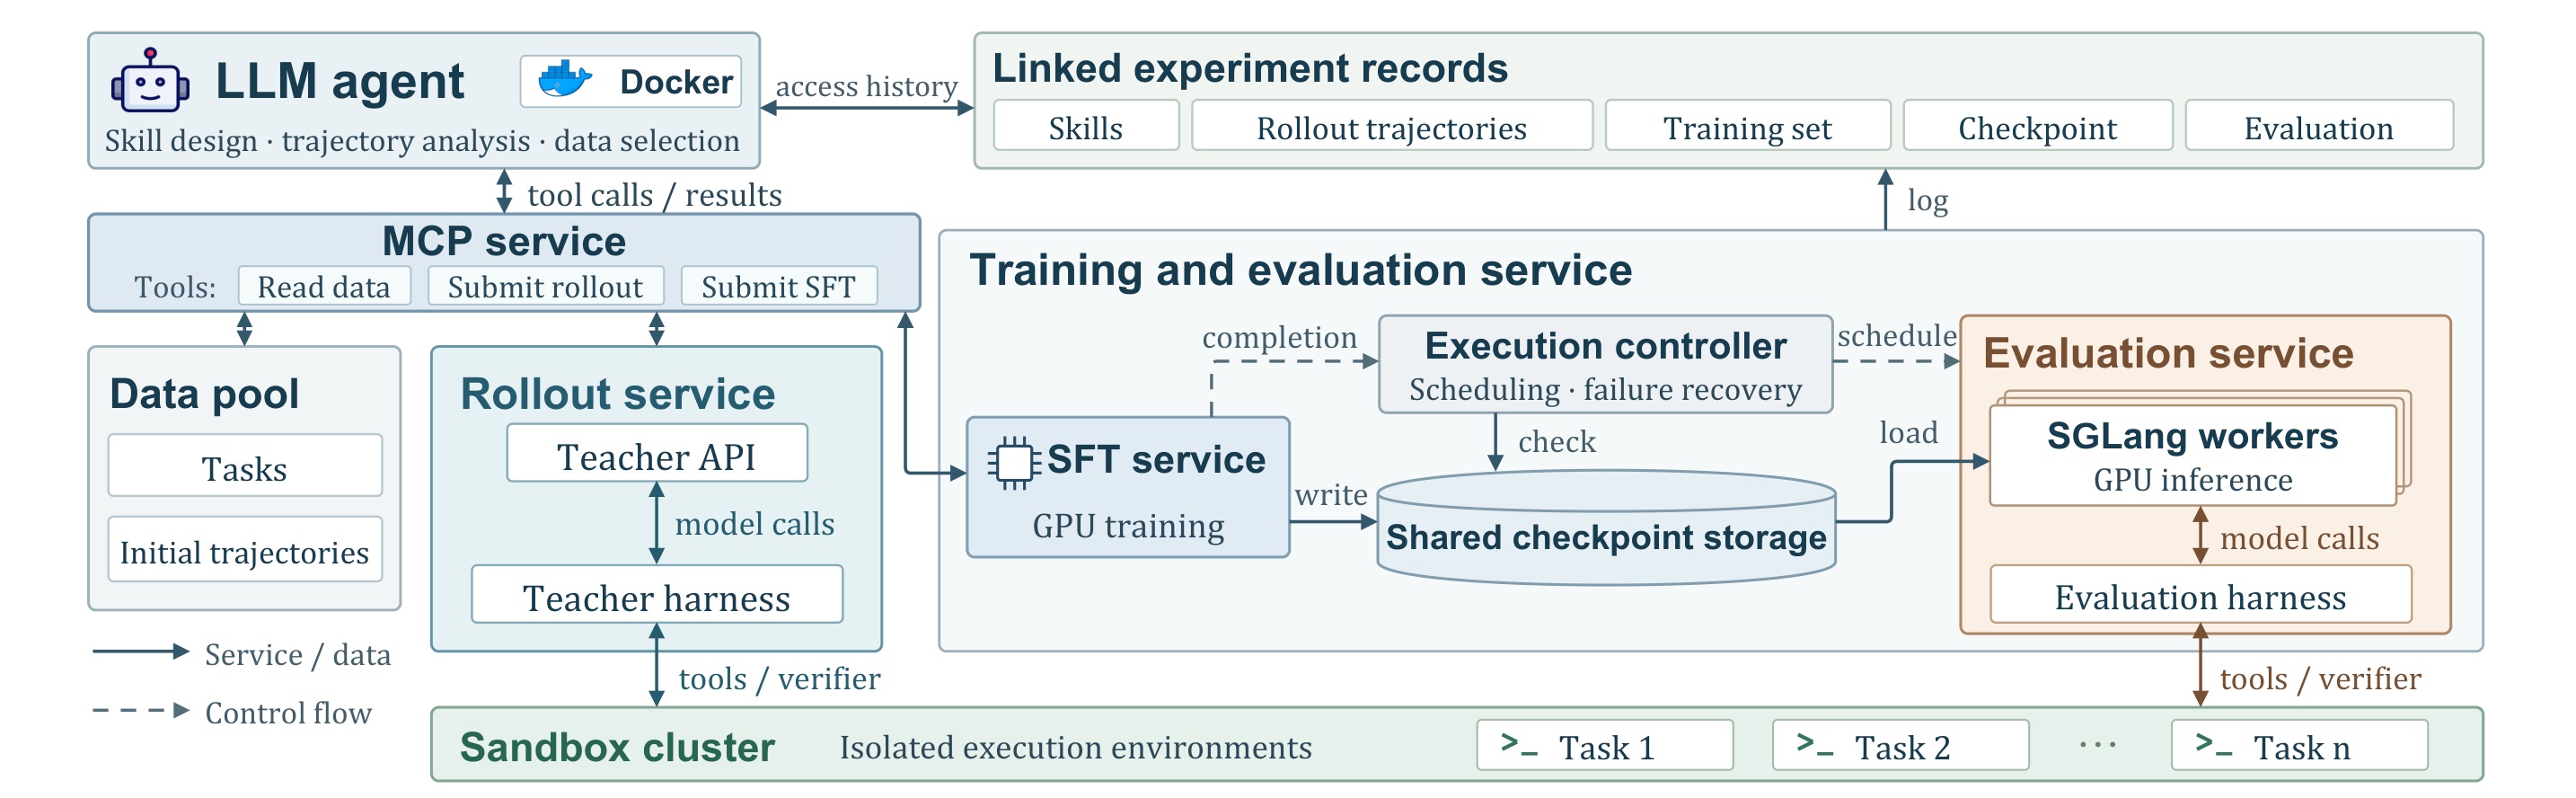 LLM agent
Docker
Skill design · trajectory analysis · data selection
access history
Linked experiment records
Skills
Rollout trajectories
Training set
Checkpoint
Evaluation
tool calls / results
log
MCP service
Tools:
Read data
Submit rollout
Submit SFT
Data pool
Tasks
Initial trajectories
Service / data
Control flow
Rollout service
Teacher API
model calls
Teacher harness
tools / verifier
Training and evaluation service
completion
Execution controller
Scheduling · failure recovery
schedule
check
SFT service
GPU training
write
Shared checkpoint storage
load
Evaluation service
SGLang workers
GPU inference
model calls
Evaluation harness
tools / verifier
Sandbox cluster
Isolated execution environments
>_ Task 1
>_ Task 2
···
>_ Task n